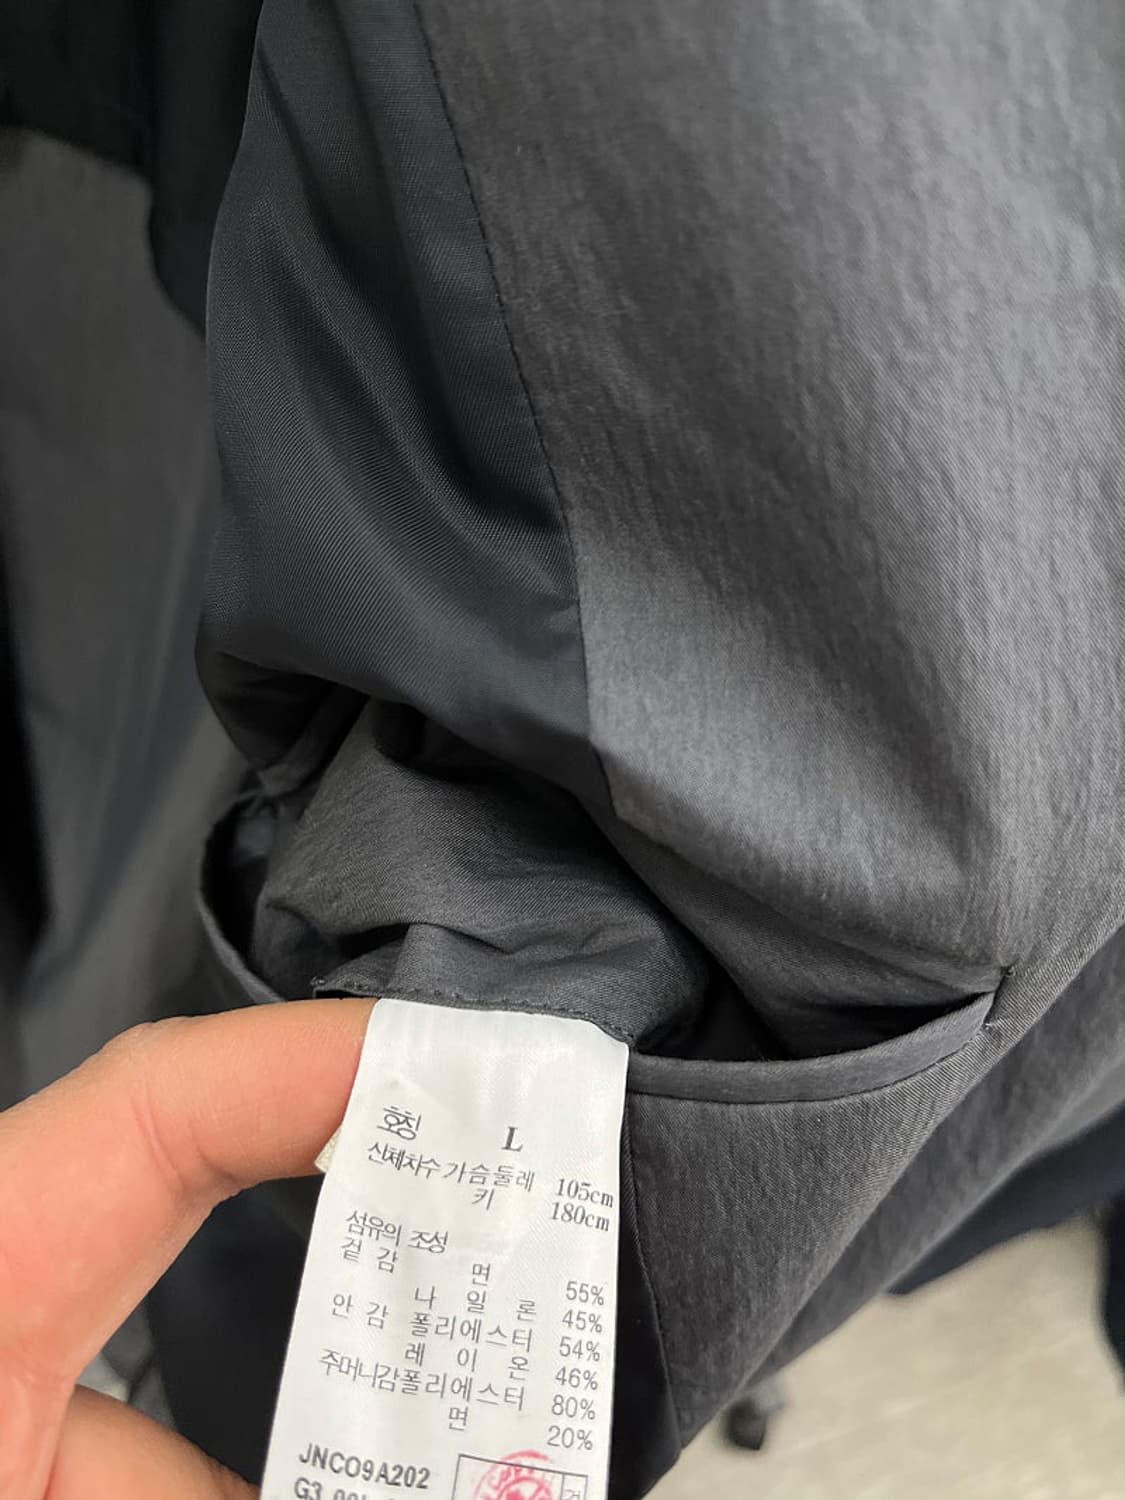 호칭 L
신체치수 가슴둘레 105cm
키 180cm
섬유의 조성
겉감 면 55%
나일론 45%
안감 폴리에스터 54%
레이온 46%
주머니감 폴리에스터 80%
면 20%
JNCO9A202
G3